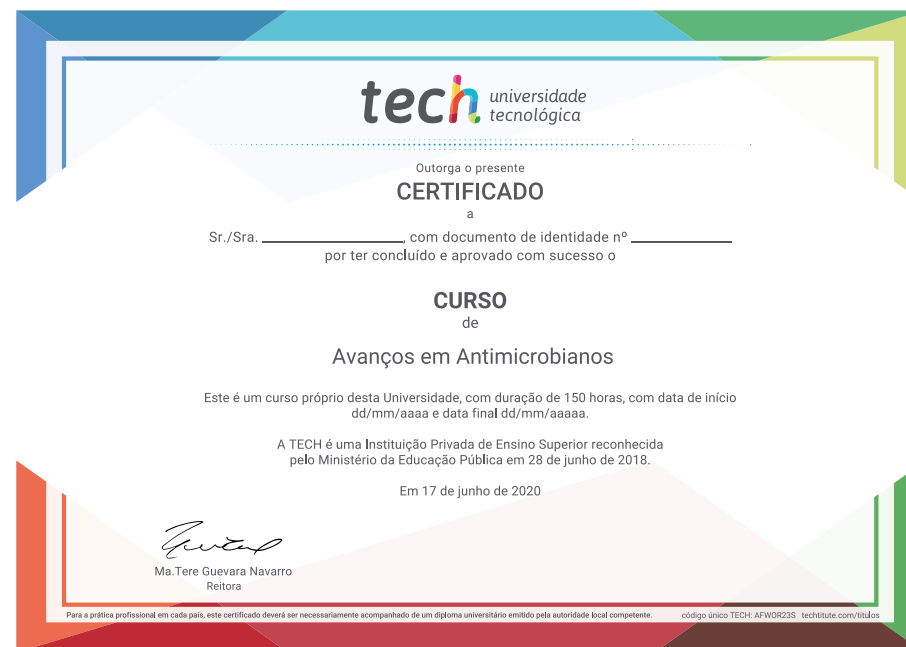 tech universidade
tecnológica
Outorga o presente
CERTIFICADO
a
Sr./Sra. ____________, com documento de identidade nº ____________
por ter concluído e aprovado com sucesso o
CURSO
de
Avanços em Antimicrobianos
Este é um curso próprio desta Universidade, com duração de 150 horas, com data de início
dd/mm/aaaa e data final dd/mm/aaaaa.
A TECH é uma Instituição Privada de Ensino Superior reconhecida
pelo Ministério da Educação Pública em 28 de junho de 2018.
Em 17 de junho de 2020
Ma.Tere Guevara Navarro
Reitora
Para a prática profissional em cada país, este certificado deverá ser necessariamente acompanhado de um diploma universitário emitido pela autoridade local competente. código único TECH: AFWOR23S techtitute.com/titulos